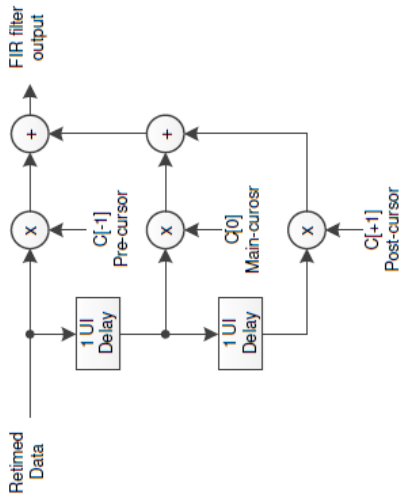 Retimed
Data
1 UI
Delay
1 UI
Delay
X
C[-1]
Pre-cursor
X
C[0]
Main-curosr
X
C[+1]
Post-cursor
+
+
FIR filter
output